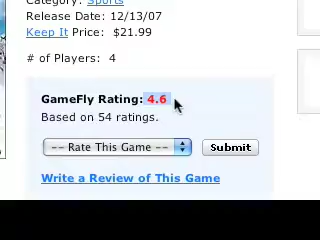 Category: Sports
Release Date: 12/13/07
Keep It Price: $21.99
# of Players: 4
GameFly Rating: 4.6
Based on 54 ratings.
-- Rate This Game --
Submit
Write a Review of This Game